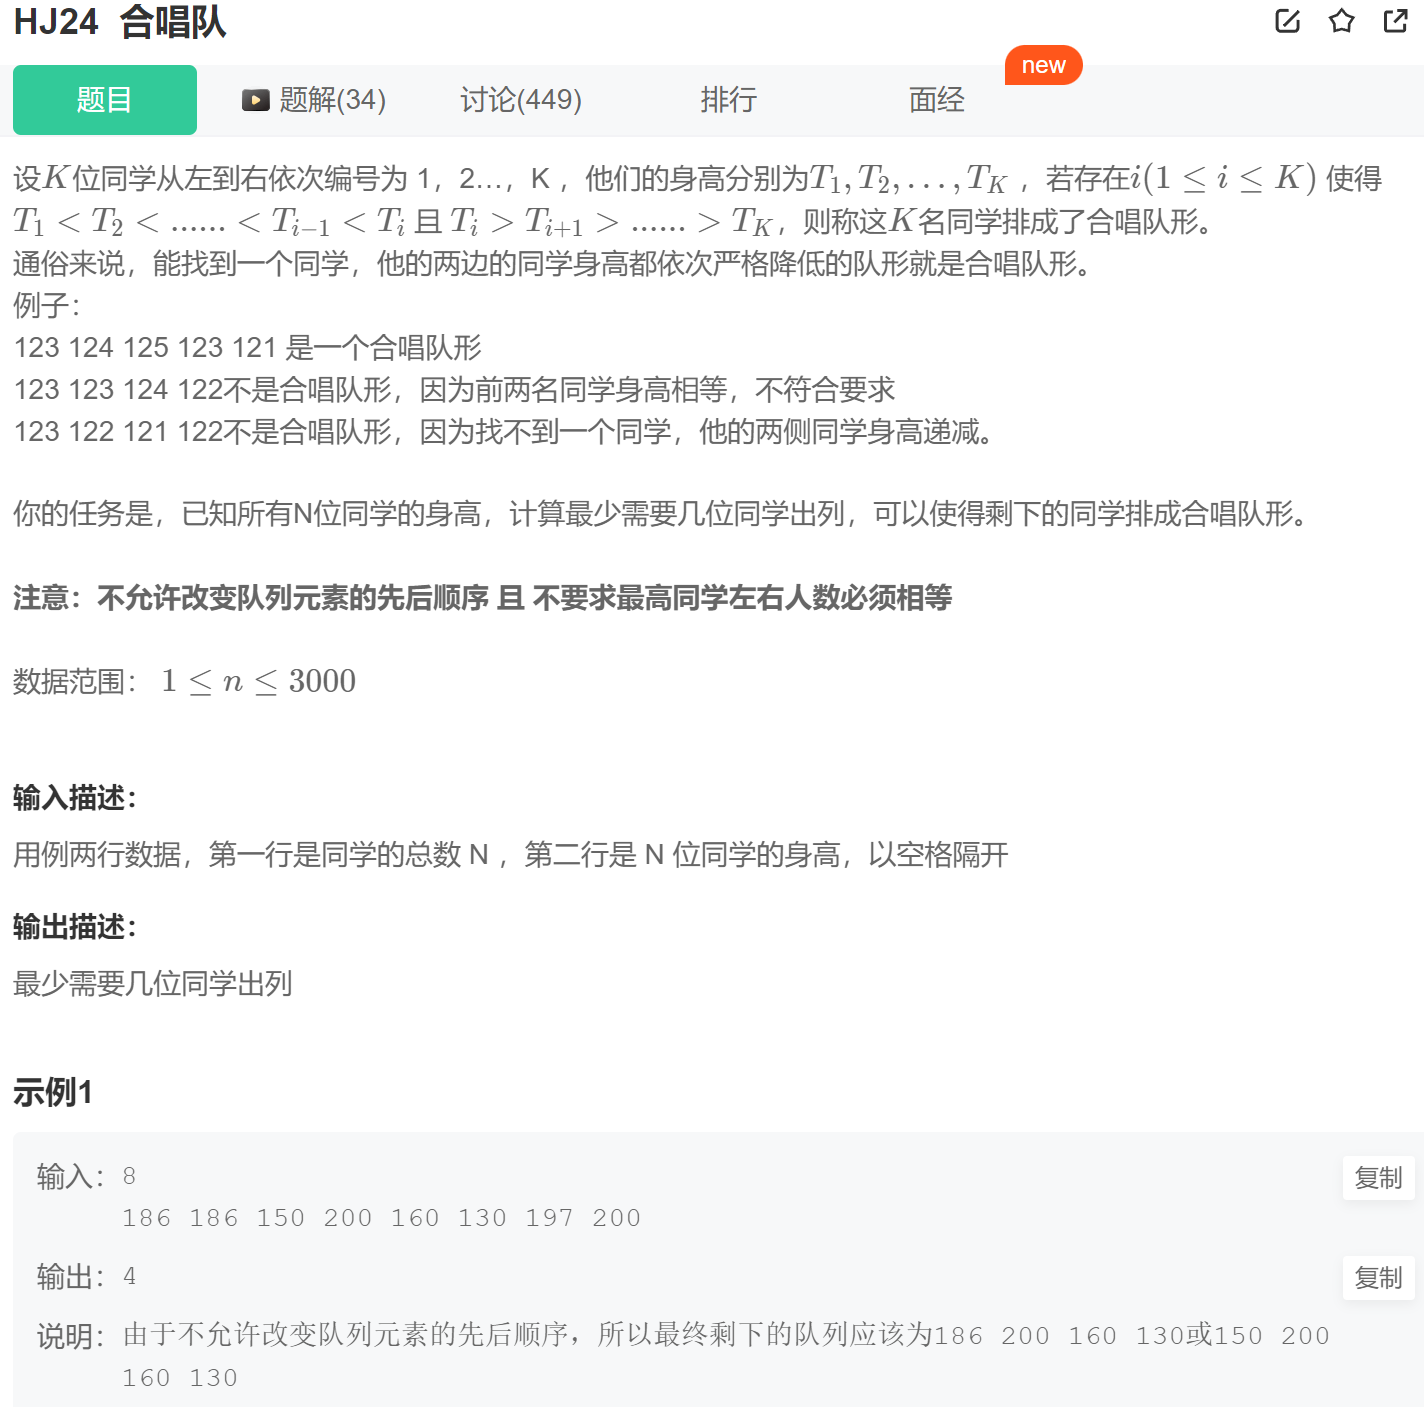 HJ24 合唱队
题目 题解(34) 讨论(449) 排行 面经 new
设K位同学从左到右依次编号为 1，2…，K ，他们的身高分别为T₁,T₂,…,T_K ，若存在i(1 ≤ i ≤ K) 使得
T₁ < T₂ < ...... < T_{i−1} < T_i 且 T_i > T_{i+1} > ...... > T_K，则称这K名同学排成了合唱队形。
通俗来说，能找到一个同学，他的两边的同学身高都依次严格降低的队形就是合唱队形。
例子：
123 124 125 123 121 是一个合唱队形
123 123 124 122不是合唱队形，因为前两名同学身高相等，不符合要求
123 122 121 122不是合唱队形，因为找不到一个同学，他的两侧同学身高递减。
你的任务是，已知所有N位同学的身高，计算最少需要几位同学出列，可以使得剩下的同学排成合唱队形。
注意：不允许改变队列元素的先后顺序 且 不要求最高同学左右人数必须相等
数据范围： 1 ≤ n ≤ 3000
输入描述：
用例两行数据，第一行是同学的总数 N ，第二行是 N 位同学的身高，以空格隔开
输出描述：
最少需要几位同学出列
示例1
输入：8 复制
186 186 150 200 160 130 197 200
输出：4 复制
说明：由于不允许改变队列元素的先后顺序，所以最终剩下的队列应该为186 200 160 130或150 200
160 130